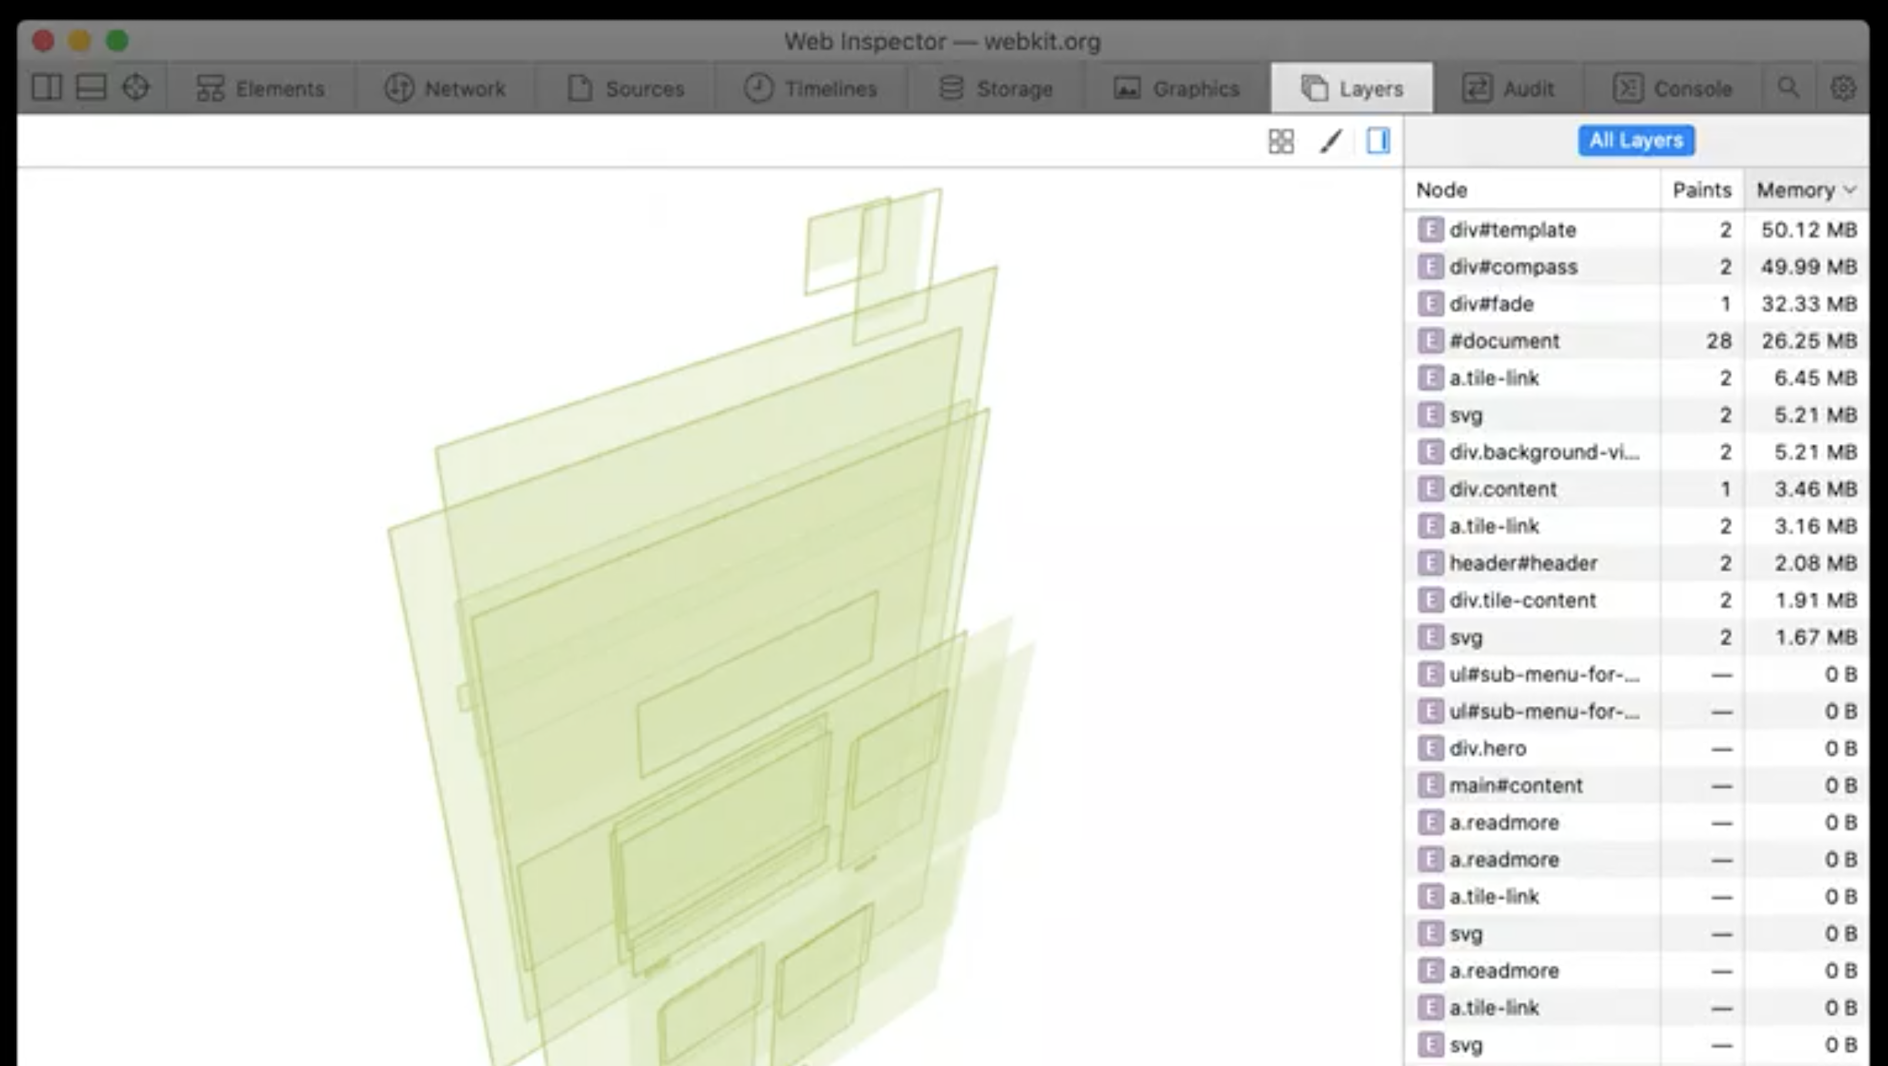 Web Inspector — webkit.org
Elements Network Sources Timelines Storage Graphics Layers Audit Console
All Layers
Node Paints Memory
E div#template 2 50.12 MB
E div#compass 2 49.99 MB
E div#fade 1 32.33 MB
E #document 28 26.25 MB
E a.tile-link 2 6.45 MB
E svg 2 5.21 MB
E div.background-vi... 2 5.21 MB
E div.content 1 3.46 MB
E a.tile-link 2 3.16 MB
E header#header 2 2.08 MB
E div.tile-content 2 1.91 MB
E svg 2 1.67 MB
E ul#sub-menu-for-... — 0 B
E ul#sub-menu-for-... — 0 B
E div.hero — 0 B
E main#content — 0 B
E a.readmore — 0 B
E a.readmore — 0 B
E a.tile-link — 0 B
E svg — 0 B
E a.readmore — 0 B
E a.tile-link — 0 B
E svg — 0 B